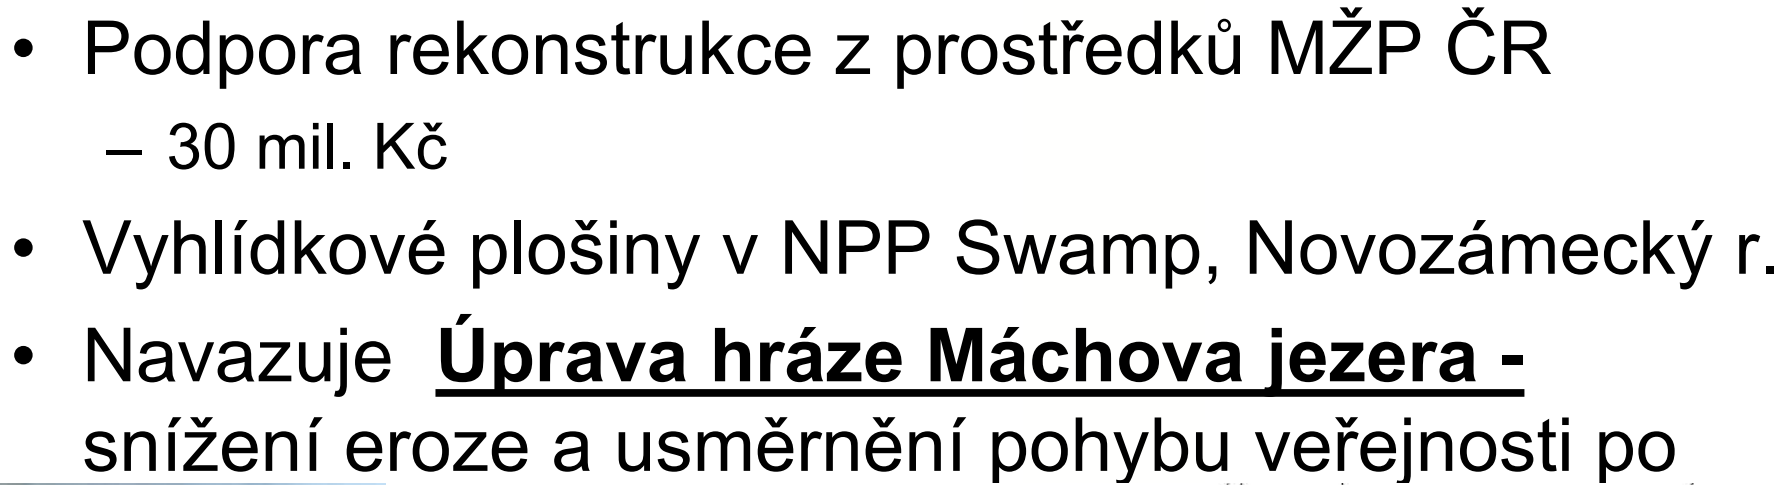 • Podpora rekonstrukce z prostředků MŽP ČR
– 30 mil. Kč
• Vyhlídkové plošiny v NPP Swamp, Novozámecký r.
• Navazuje Úprava hráze Máchova jezera -
snížení eroze a usměrnění pohybu veřejnosti po